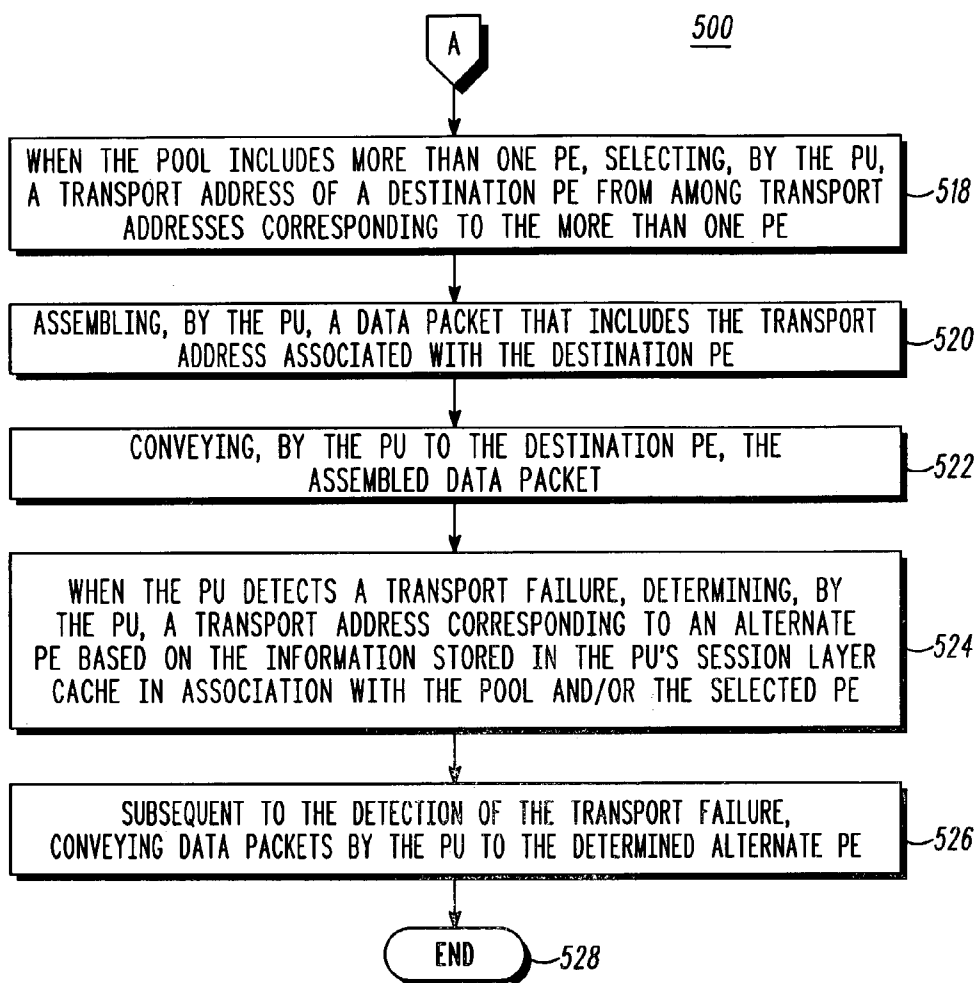 500
A
WHEN THE POOL INCLUDES MORE THAN ONE PE, SELECTING, BY THE PU,
A TRANSPORT ADDRESS OF A DESTINATION PE FROM AMONG TRANSPORT
ADDRESSES CORRESPONDING TO THE MORE THAN ONE PE
518
ASSEMBLING, BY THE PU, A DATA PACKET THAT INCLUDES THE TRANSPORT
ADDRESS ASSOCIATED WITH THE DESTINATION PE
520
CONVEYING, BY THE PU TO THE DESTINATION PE, THE
ASSEMBLED DATA PACKET
522
WHEN THE PU DETECTS A TRANSPORT FAILURE, DETERMINING, BY
THE PU, A TRANSPORT ADDRESS CORRESPONDING TO AN ALTERNATE
PE BASED ON THE INFORMATION STORED IN THE PU'S SESSION LAYER
CACHE IN ASSOCIATION WITH THE POOL AND/OR THE SELECTED PE
524
SUBSEQUENT TO THE DETECTION OF THE TRANSPORT FAILURE,
CONVEYING DATA PACKETS BY THE PU TO THE DETERMINED ALTERNATE PE
526
END
528